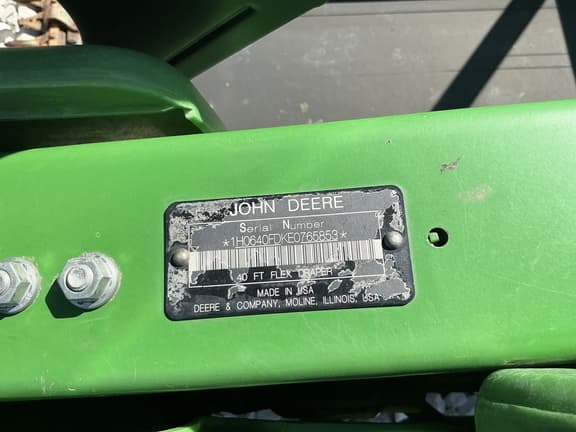 JOHN DEERE
Serial Number
*1H0640FDKE0765853*
40 FT FLEX DRAPER
MADE IN USA
DEERE & COMPANY, MOLINE, ILLINOIS, USA